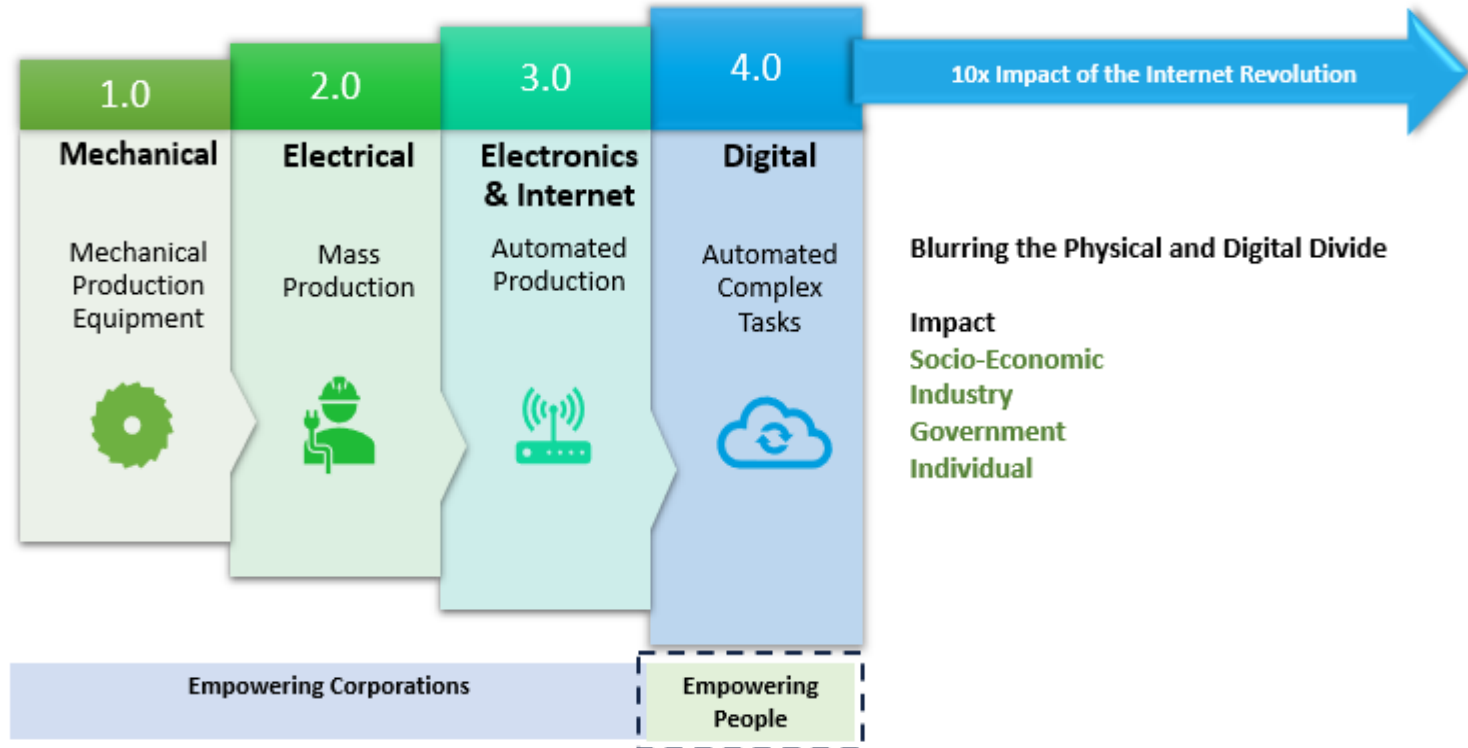 1.0
Mechanical
Mechanical
Production
Equipment
2.0
Electrical
Mass
Production
3.0
Electronics
& Internet
Automated
Production
4.0
Digital
Automated
Complex
Tasks
10x Impact of the Internet Revolution
Blurring the Physical and Digital Divide
Impact
Socio-Economic
Industry
Government
Individual
Empowering Corporations
Empowering
People